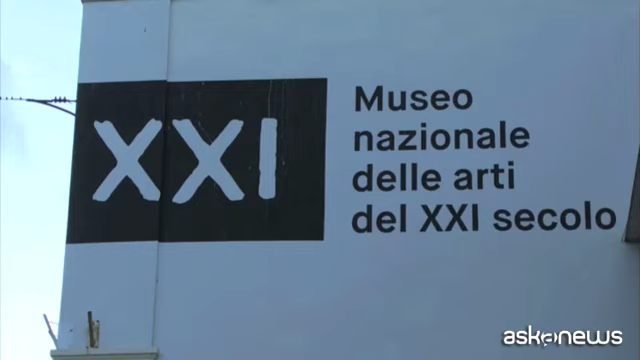 XXI
Museo
nazionale
delle arti
del XXI secolo
askanews